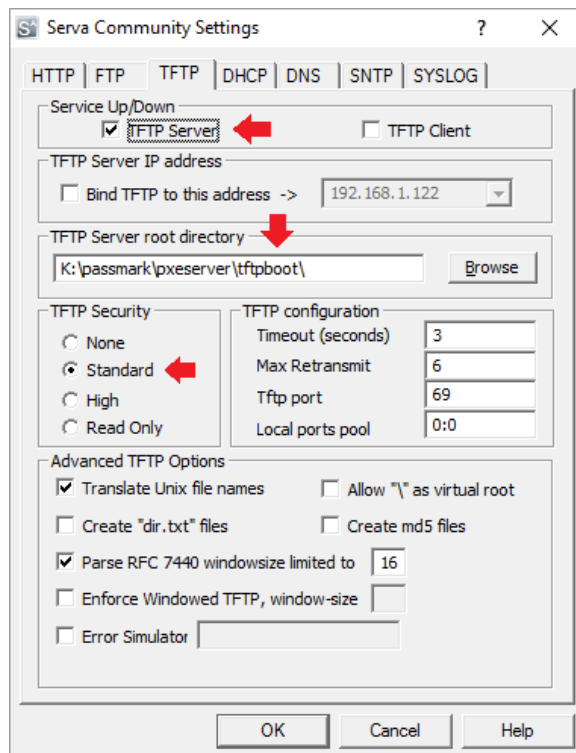 Serva Community Settings
HTTP FTP TFTP DHCP DNS SNTP SYSLOG
Service Up/Down
TFTP Server TFTP Client
TFTP Server IP address
Bind TFTP to this address -> 192.168.1.122
TFTP Server root directory
K:\passmark\pxeserver\tftpboot\ Browse
TFTP Security
None
Standard
High
Read Only
TFTP configuration
Timeout (seconds) 3
Max Retransmit 6
Tftp port 69
Local ports pool 0:0
Advanced TFTP Options
Translate Unix file names Allow "\" as virtual root
Create "dir.txt" files Create md5 files
Parse RFC 7440 windowsize limited to 16
Enforce Windowed TFTP, window-size
Error Simulator
OK Cancel Help